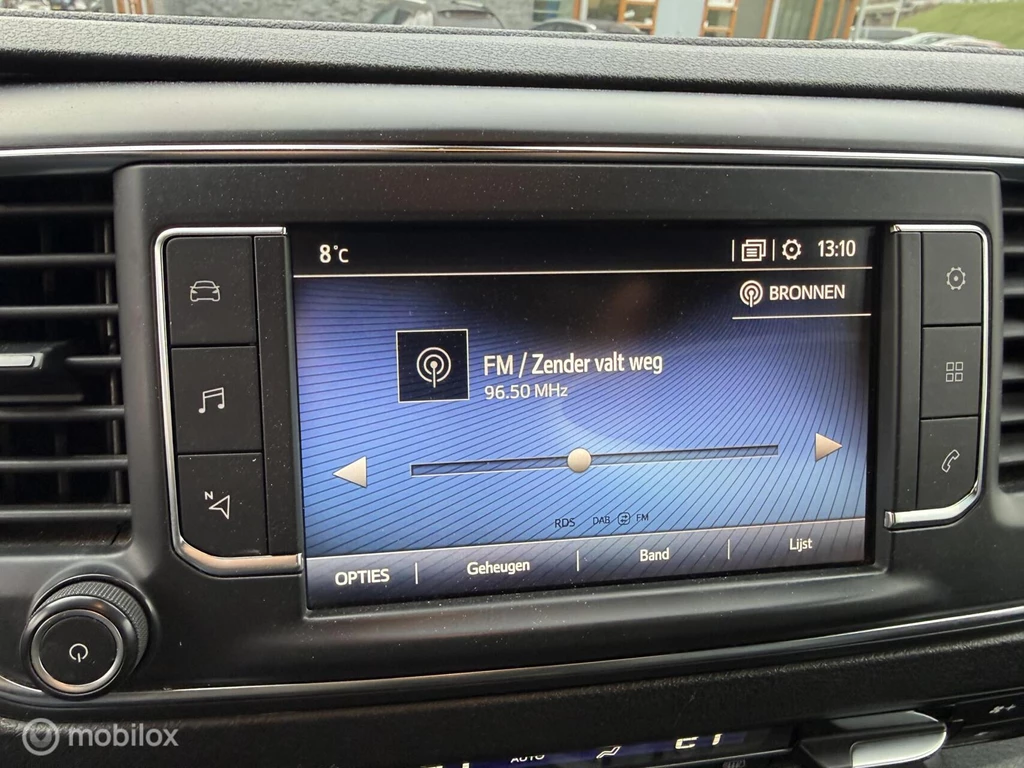 8°C
13:10
BRONNEN
FM / Zender valt weg
96.50 MHz
N
RDS DAB FM
OPTIES Geheugen Band Lijst
AUTO
mobilox